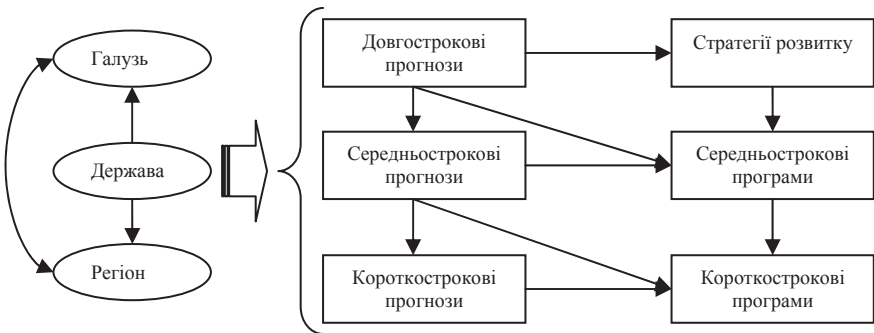 Галузь
Держава
Регіон
Довгострокові
прогнози
Стратегії розвитку
Середньострокові
прогнози
Середньострокові
програми
Короткострокові
прогнози
Короткострокові
програми